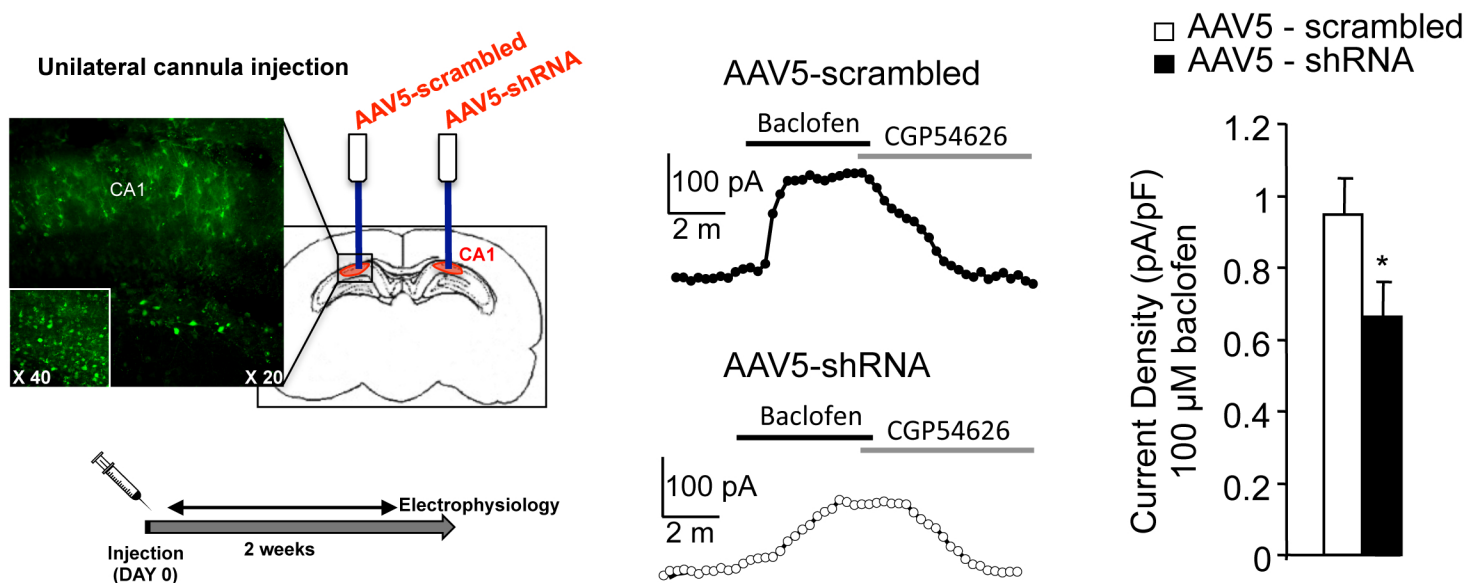 Unilateral cannula injection
AAV5-scrambled
AAV5-shRNA
CA1
X 40
X 20
CA1
Injection
(DAY 0)
2 weeks
Electrophysiology
AAV5-scrambled
Baclofen
CGP54626
100 pA
2 m
AAV5-shRNA
Baclofen
CGP54626
100 pA
2 m
AAV5 - scrambled
AAV5 - shRNA
Current Density (pA/pF)
100 µM baclofen
1.2
1
0.8
0.6
0.4
0.2
0
*